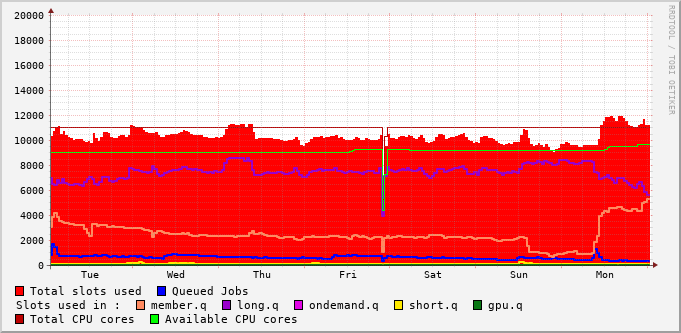 20000
18000
16000
14000
12000
10000
8000
6000
4000
2000
0
Tue Wed Thu Fri Sat Sun Mon
RRDTOOL / TOBI OETIKER
Total slots used Queued Jobs
Slots used in : member.q long.q ondemand.q short.q gpu.q
Total CPU cores Available CPU cores